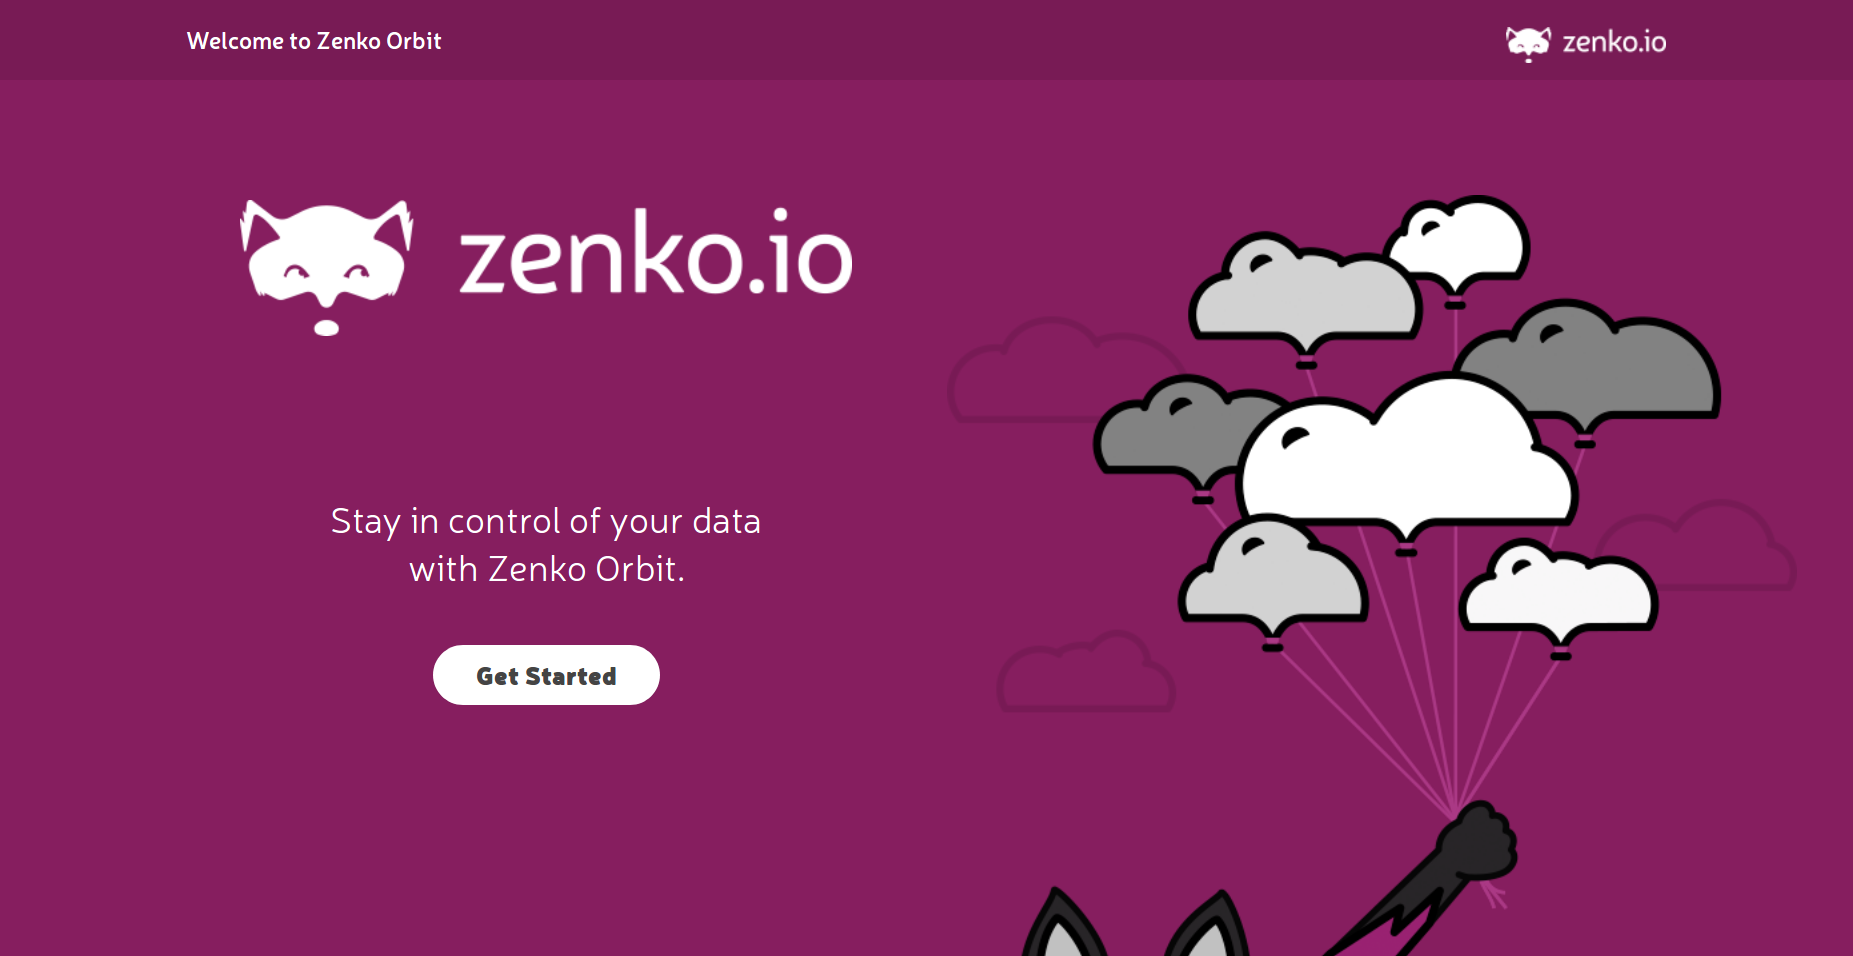 Welcome to Zenko Orbit
zenko.io
zenko.io
Stay in control of your data
with Zenko Orbit.
Get Started